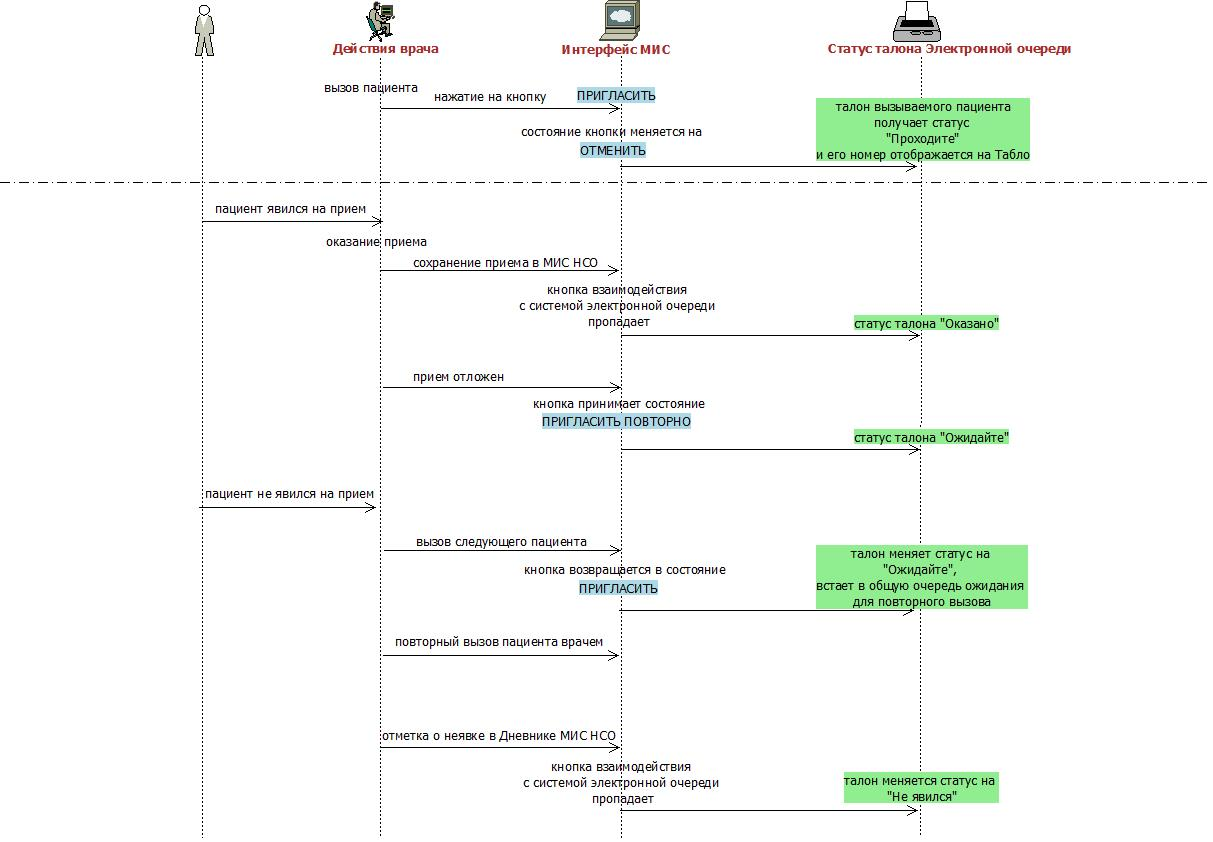 Действия врача
Интерфейс МИС
Статус талона Электронной очереди
вызов пациента
нажатие на кнопку
ПРИГЛАСИТЬ
состояние кнопки меняется на
ОТМЕНИТЬ
талон вызываемого пациента
получает статус
"Проходите"
и его номер отображается на Табло
пациент явился на прием
оказание приема
сохранение приема в МИС НСО
кнопка взаимодействия
с системой электронной очереди
пропадает
статус талона "Оказано"
прием отложен
кнопка принимает состояние
ПРИГЛАСИТЬ ПОВТОРНО
статус талона "Ожидайте"
пациент не явился на прием
вызов следующего пациента
кнопка возвращается в состояние
ПРИГЛАСИТЬ
талон меняет статус на
"Ожидайте",
встает в общую очередь ожидания
для повторного вызова
повторный вызов пациента врачем
отметка о неявке в Дневнике МИС НСО
кнопка взаимодействия
с системой электронной очереди
пропадает
талон меняется статус на
"Не явился"